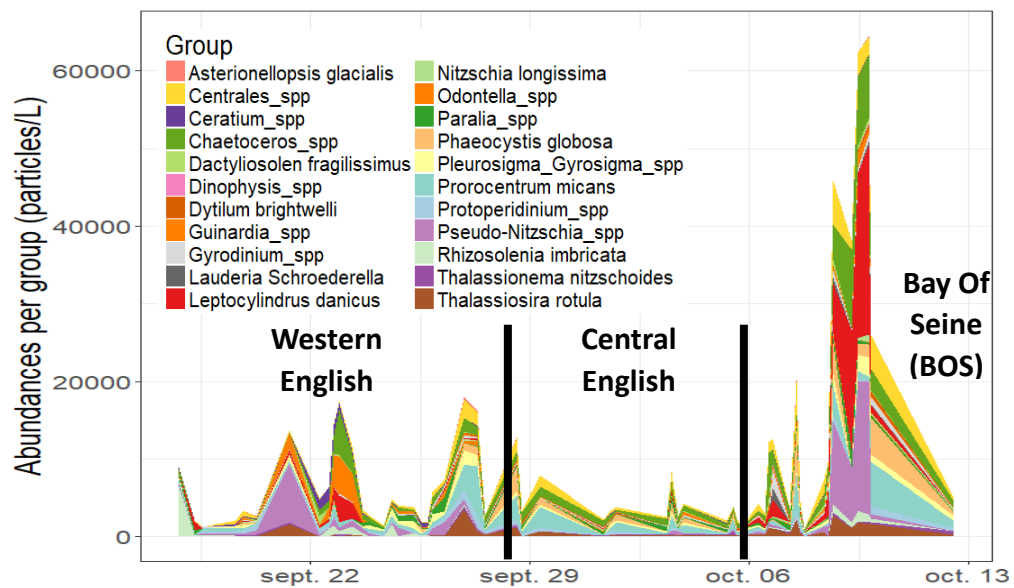 Abundances per group (particles/L)
60000
40000
20000
0
Group
Asterionellopsis glacialis
Centrales_spp
Ceratium_spp
Chaetoceros_spp
Dactyliosolen fragilissimus
Dinophysis_spp
Dytilum brightwelli
Guinardia_spp
Gyrodinium_spp
Lauderia Schroederella
Leptocylindrus danicus
Nitzschia longissima
Odontella_spp
Paralia_spp
Phaeocystis globosa
Pleurosigma_Gyrosigma_spp
Prorocentrum micans
Protoperidinium_spp
Pseudo-Nitzschia_spp
Rhizosolenia imbricata
Thalassionema nitzschoides
Thalassiosira rotula
Western
English
Central
English
Bay Of
Seine
(BOS)
sept. 22
sept. 29
oct. 06
oct. 13